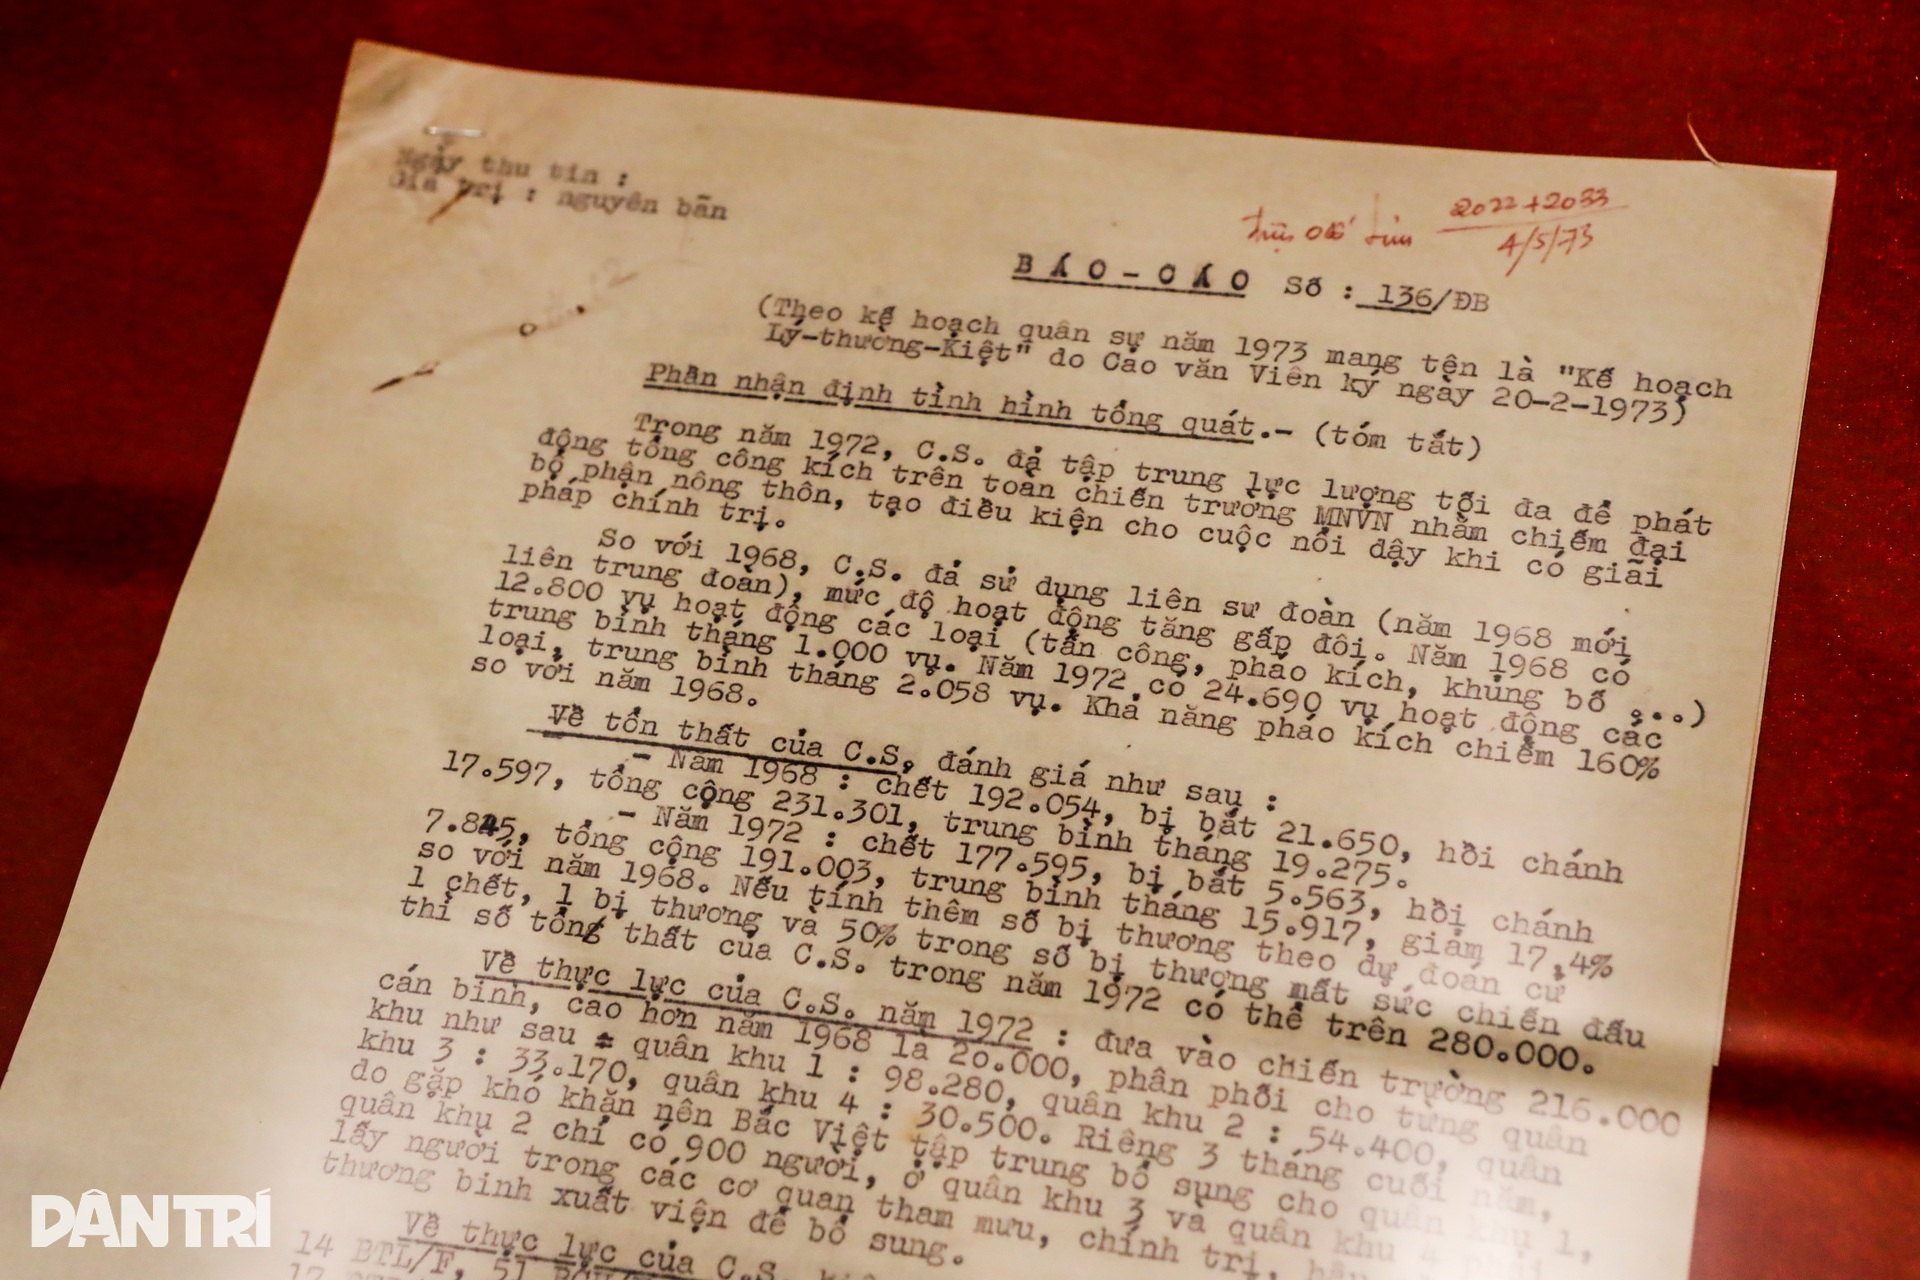 Ngày thu tin :
Giá trị : nguyên bãn
2022+2033
4/5/73
BÁO-CÁO Số : 136/ĐB
(Theo kế hoạch quân sự năm 1973 mang tên là "Kế hoạch
Lý-thường-Kiệt" do Cao văn Viên ký ngày 20-2-1973)
Phần nhận định tình hình tổng quát.- (tóm tắt)
Trong năm 1972, C.S. đả tập trung lực lượng tối đa để phát
động tổng công kích trên toàn chiến trường MNVN nhằm chiếm đại
bộ phận nông thôn, tạo điều kiện cho cuộc nổi dậy khi có giãi
pháp chính trị.
So với 1968, C.S. đả sử dụng liên sư đoàn (năm 1968 mới
liên trung đoàn), mức độ hoạt động tăng gấp đôi. Năm 1968 có
12.800 vụ hoạt động các loại (tấn công, pháo kích, khủng bố ...)
trung bình tháng 1.000 vụ. Năm 1972 có 24.690 vụ hoạt động các
loại, trung bình tháng 2.058 vụ. Khả năng pháo kích chiếm 160%
so với năm 1968.
Về tổn thất của C.S, đánh giá như sau :
- Năm 1968 : chết 192.054, bị bắt 21.650, hồi chánh
17.597, tổng cộng 231.301, trung bình tháng 19.275.
- Năm 1972 : chết 177.595, bị bắt 5.563, hồi chánh
7.845, tổng cộng 191.003, trung bình tháng 15.917, giảm 17,4%
so với năm 1968. Nếu tính thêm số bị thương theo dự đoán cứ
1 chết, 1 bị thương và 50% trong số bị thương mất sức chiến đấu
thì số tổng thất của C.S. trong năm 1972 có thể trên 280.000.
Về thực lực của C.S. năm 1972 : đưa vào chiến trường 216.000
cán binh, cao hơn năm 1968 là 20.000, phân phối cho từng quân
khu như sau : quân khu 1 : 98.280, quân khu 2 : 54.400, quân
khu 3 : 33.170, quân khu 4 : 30.500. Riêng 3 tháng cuối năm,
do gặp khó khăn nên Bắc Việt tập trung bổ sung cho quân khu 1,
quân khu 2 chỉ có 900 người, ở quân khu 3 và quân khu 4 phải
lấy người trong các cơ quan tham mưu, chính trị, hậu
thương binh xuất viện để bổ sung.
Về thực lực của C.S.
14 BTL/F, 51
17
DÂN TRÍ